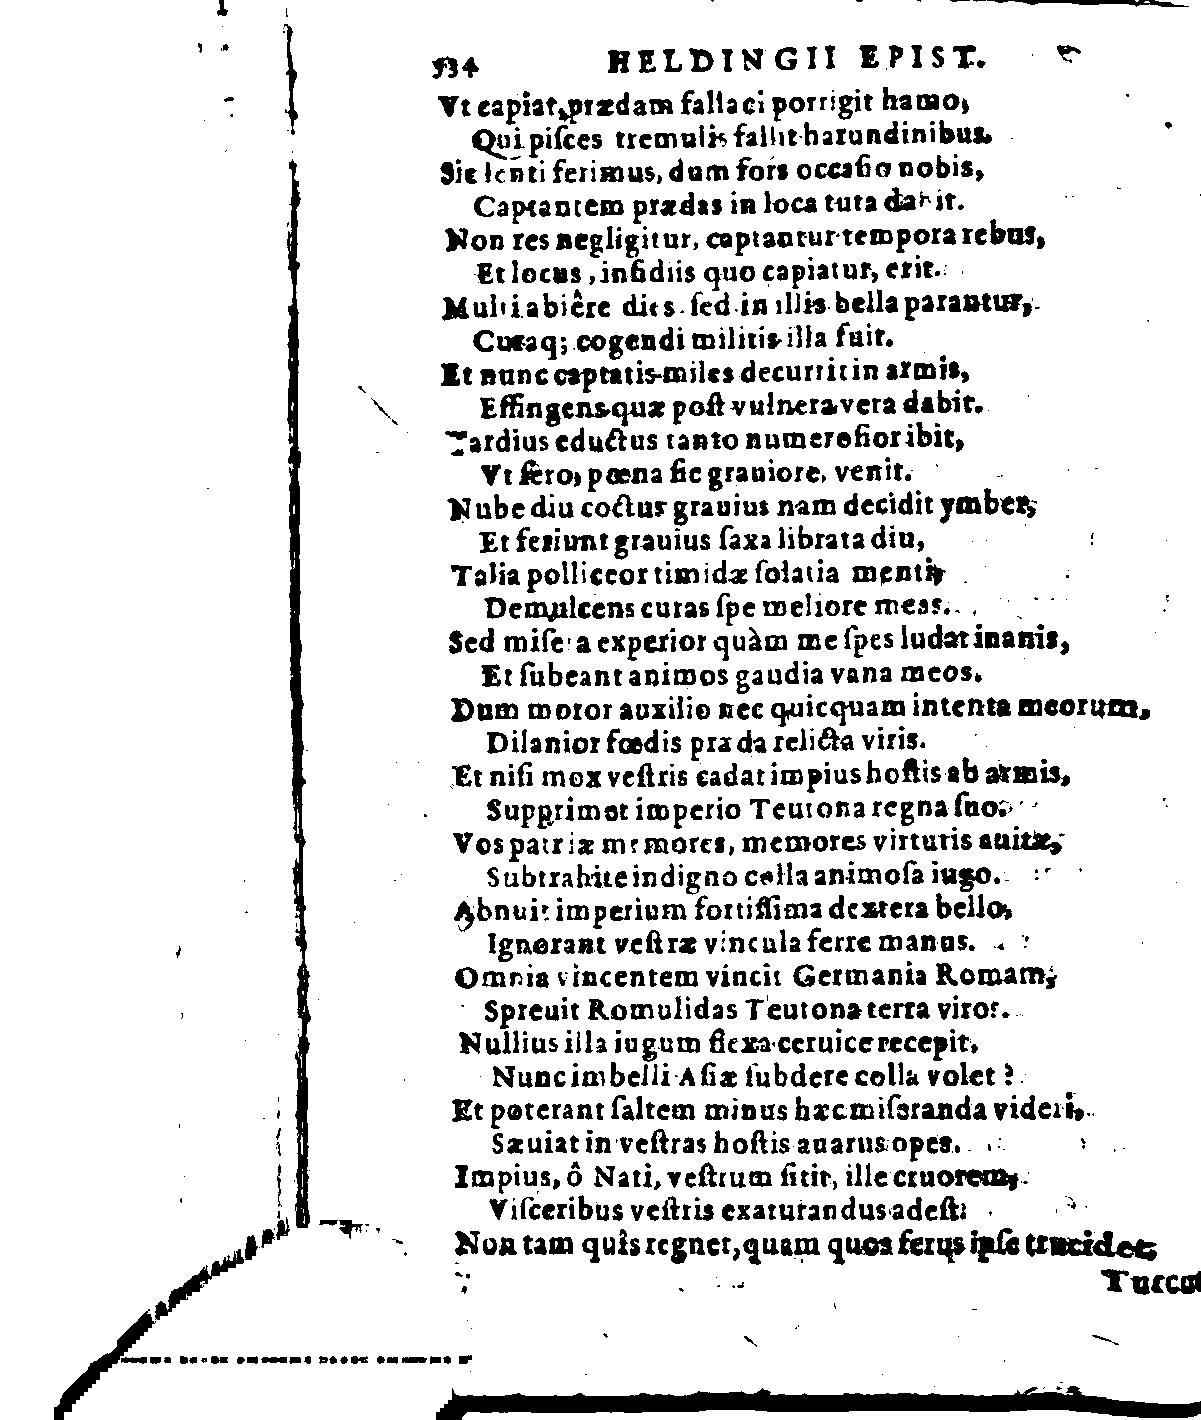 534 HELDINGII EPIST.
Vt capiat prædam fallaci porrigit hamo,
Qui piſces tremulis fallit harundinibus.
Sic lenti ferimus, dum fors occaſio nobis,
Captantem prædas in loca tuta dabit.
Non res negligitur, captantur tempora rebus,
Et locus, inſidiis quo capiatur, erit.
Multi abiêre dies. ſed in illis bella parantur,
Curaq; cogendi militis illa fuit.
Et nunc captatis miles decurrit in armis,
Effingens quæ poſt vulnera vera dabit.
Tardius eductus tanto numeroſior ibit,
Vt ſero, pœna ſic grauiore, venit.
Nube diu coctus grauius nam decidit ymber,
Et feriunt grauius ſaxa librata diu,
Talia polliceor timidæ ſolatia menti,
Demulcens curas ſpe meliore meas.
Sed miſera experior quàm me ſpes ludat inanis,
Et ſubeant animos gaudia vana meos.
Dum moror auxilio nec quicquam intenta meorum,
Dilanior fœdis præda relicta viris.
Et niſi mox veſtris cadat impius hoſtis ab armis,
Supprimet imperio Teutona regna ſuo.
Vos patriæ memores, memores virtutis auitæ,
Subtrahite indigno colla animoſa iugo.
Abnuit imperium fortiſſima dextera bello,
Ignorant veſtræ vincula ferre manus.
Omnia vincentem vincit Germania Romam,
Spreuit Romulidas Teutona terra viros.
Nullius illa iugum flexa ceruice recepit,
Nunc imbelli Aſiæ ſubdere colla volet?
Et poterant ſaltem minus hæc miſeranda videri,
Sæuiat in veſtras hoſtis auarus opes.
Impius, ô Nati, veſtrum ſitit, ille cruorem,
Viſceribus veſtris exaturandus adeſt:
Non tam quîs regnet, quam quos ferus ipſe trucidet,